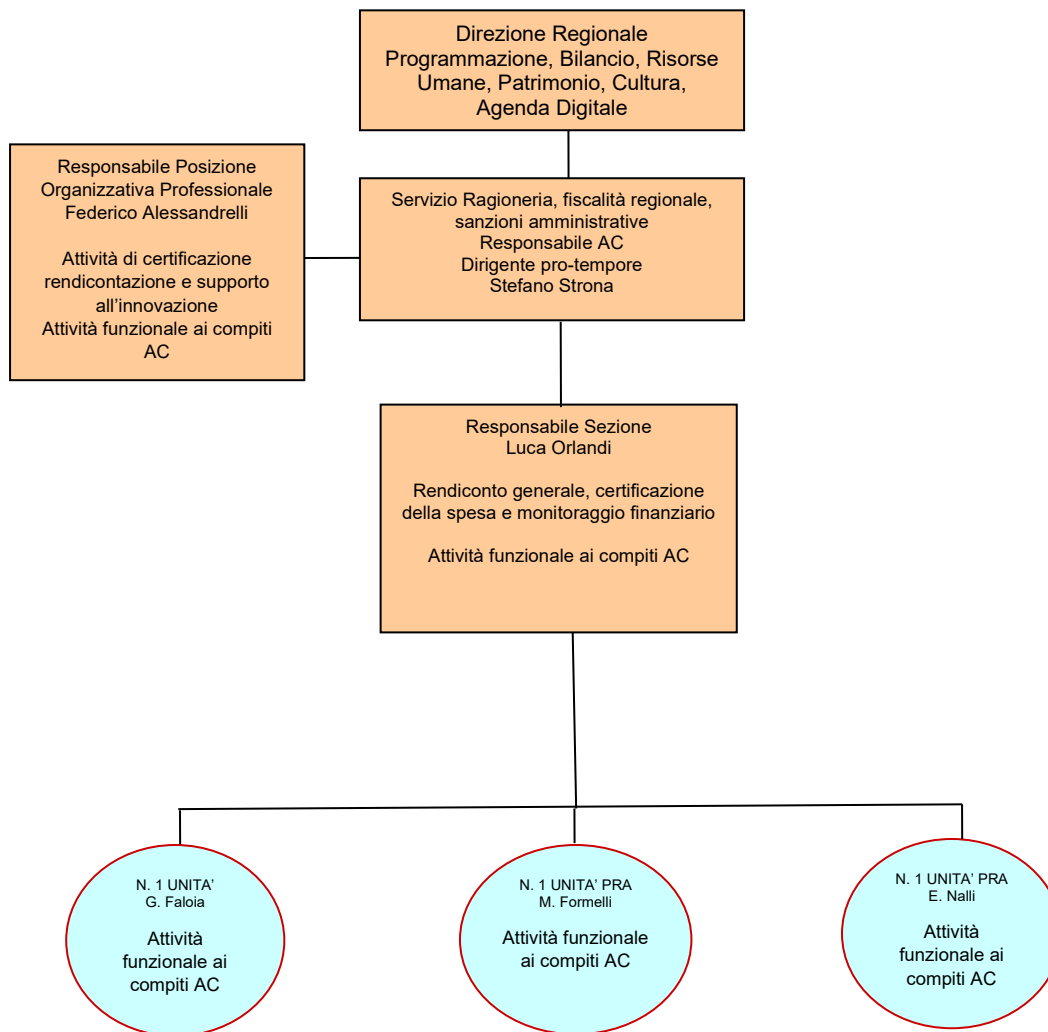 Direzione Regionale
Programmazione, Bilancio, Risorse
Umane, Patrimonio, Cultura,
Agenda Digitale
Responsabile Posizione
Organizzativa Professionale
Federico Alessandrelli
Attività di certificazione
rendicontazione e supporto
all’innovazione
Attività funzionale ai compiti
AC
Servizio Ragioneria, fiscalità regionale,
sanzioni amministrative
Responsabile AC
Dirigente pro-tempore
Stefano Strona
Responsabile Sezione
Luca Orlandi
Rendiconto generale, certificazione
della spesa e monitoraggio finanziario
Attività funzionale ai compiti AC
N. 1 UNITA’
G. Faloia
Attività
funzionale ai
compiti AC
N. 1 UNITA’ PRA
M. Formelli
Attività funzionale
ai compiti AC
N. 1 UNITA’ PRA
E. Nalli
Attività
funzionale ai
compiti AC